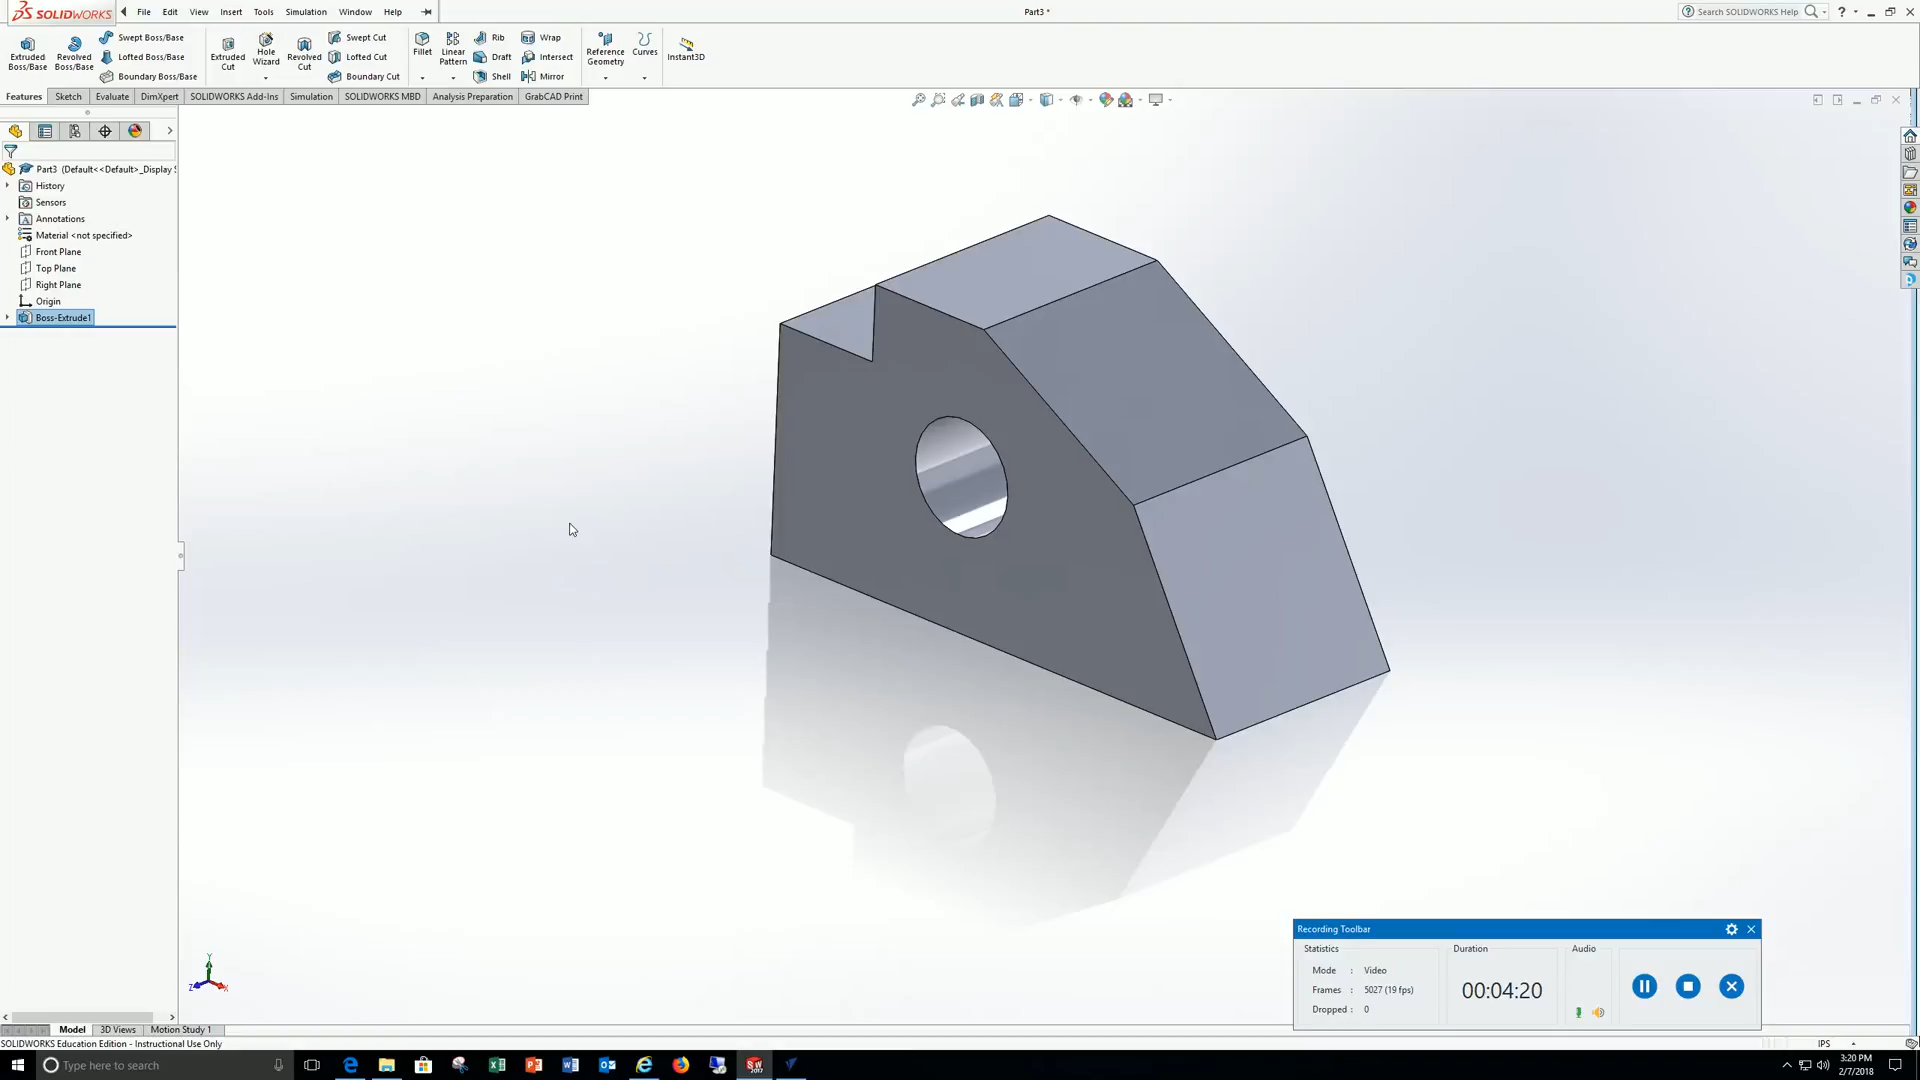 SOLIDWORKS File Edit View Insert Tools Simulation Window Help Part3 * Search SOLIDWORKS Help ?
Extruded Boss/Base Revolved Boss/Base Swept Boss/Base Lofted Boss/Base Boundary Boss/Base Extruded Cut Hole Wizard Revolved Cut Swept Cut Lofted Cut Boundary Cut Fillet Linear Pattern Rib Draft Shell Wrap Intersect Mirror Reference Geometry Curves Instant3D
Features Sketch Evaluate DimXpert SOLIDWORKS Add-Ins Simulation SOLIDWORKS MBD Analysis Preparation GrabCAD Print
Part3 (Default<<Default>_Display S
History
Sensors
Annotations
Material <not specified>
Front Plane
Top Plane
Right Plane
Origin
Boss-Extrude1
Y
Z X
Recording Toolbar
Statistics Duration Audio
Mode : Video
Frames : 5027 (19 fps)
Dropped : 0
00:04:20
Model 3D Views Motion Study 1
SOLIDWORKS Education Edition - Instructional Use Only IPS
Type here to search
3:20 PM
2/7/2018